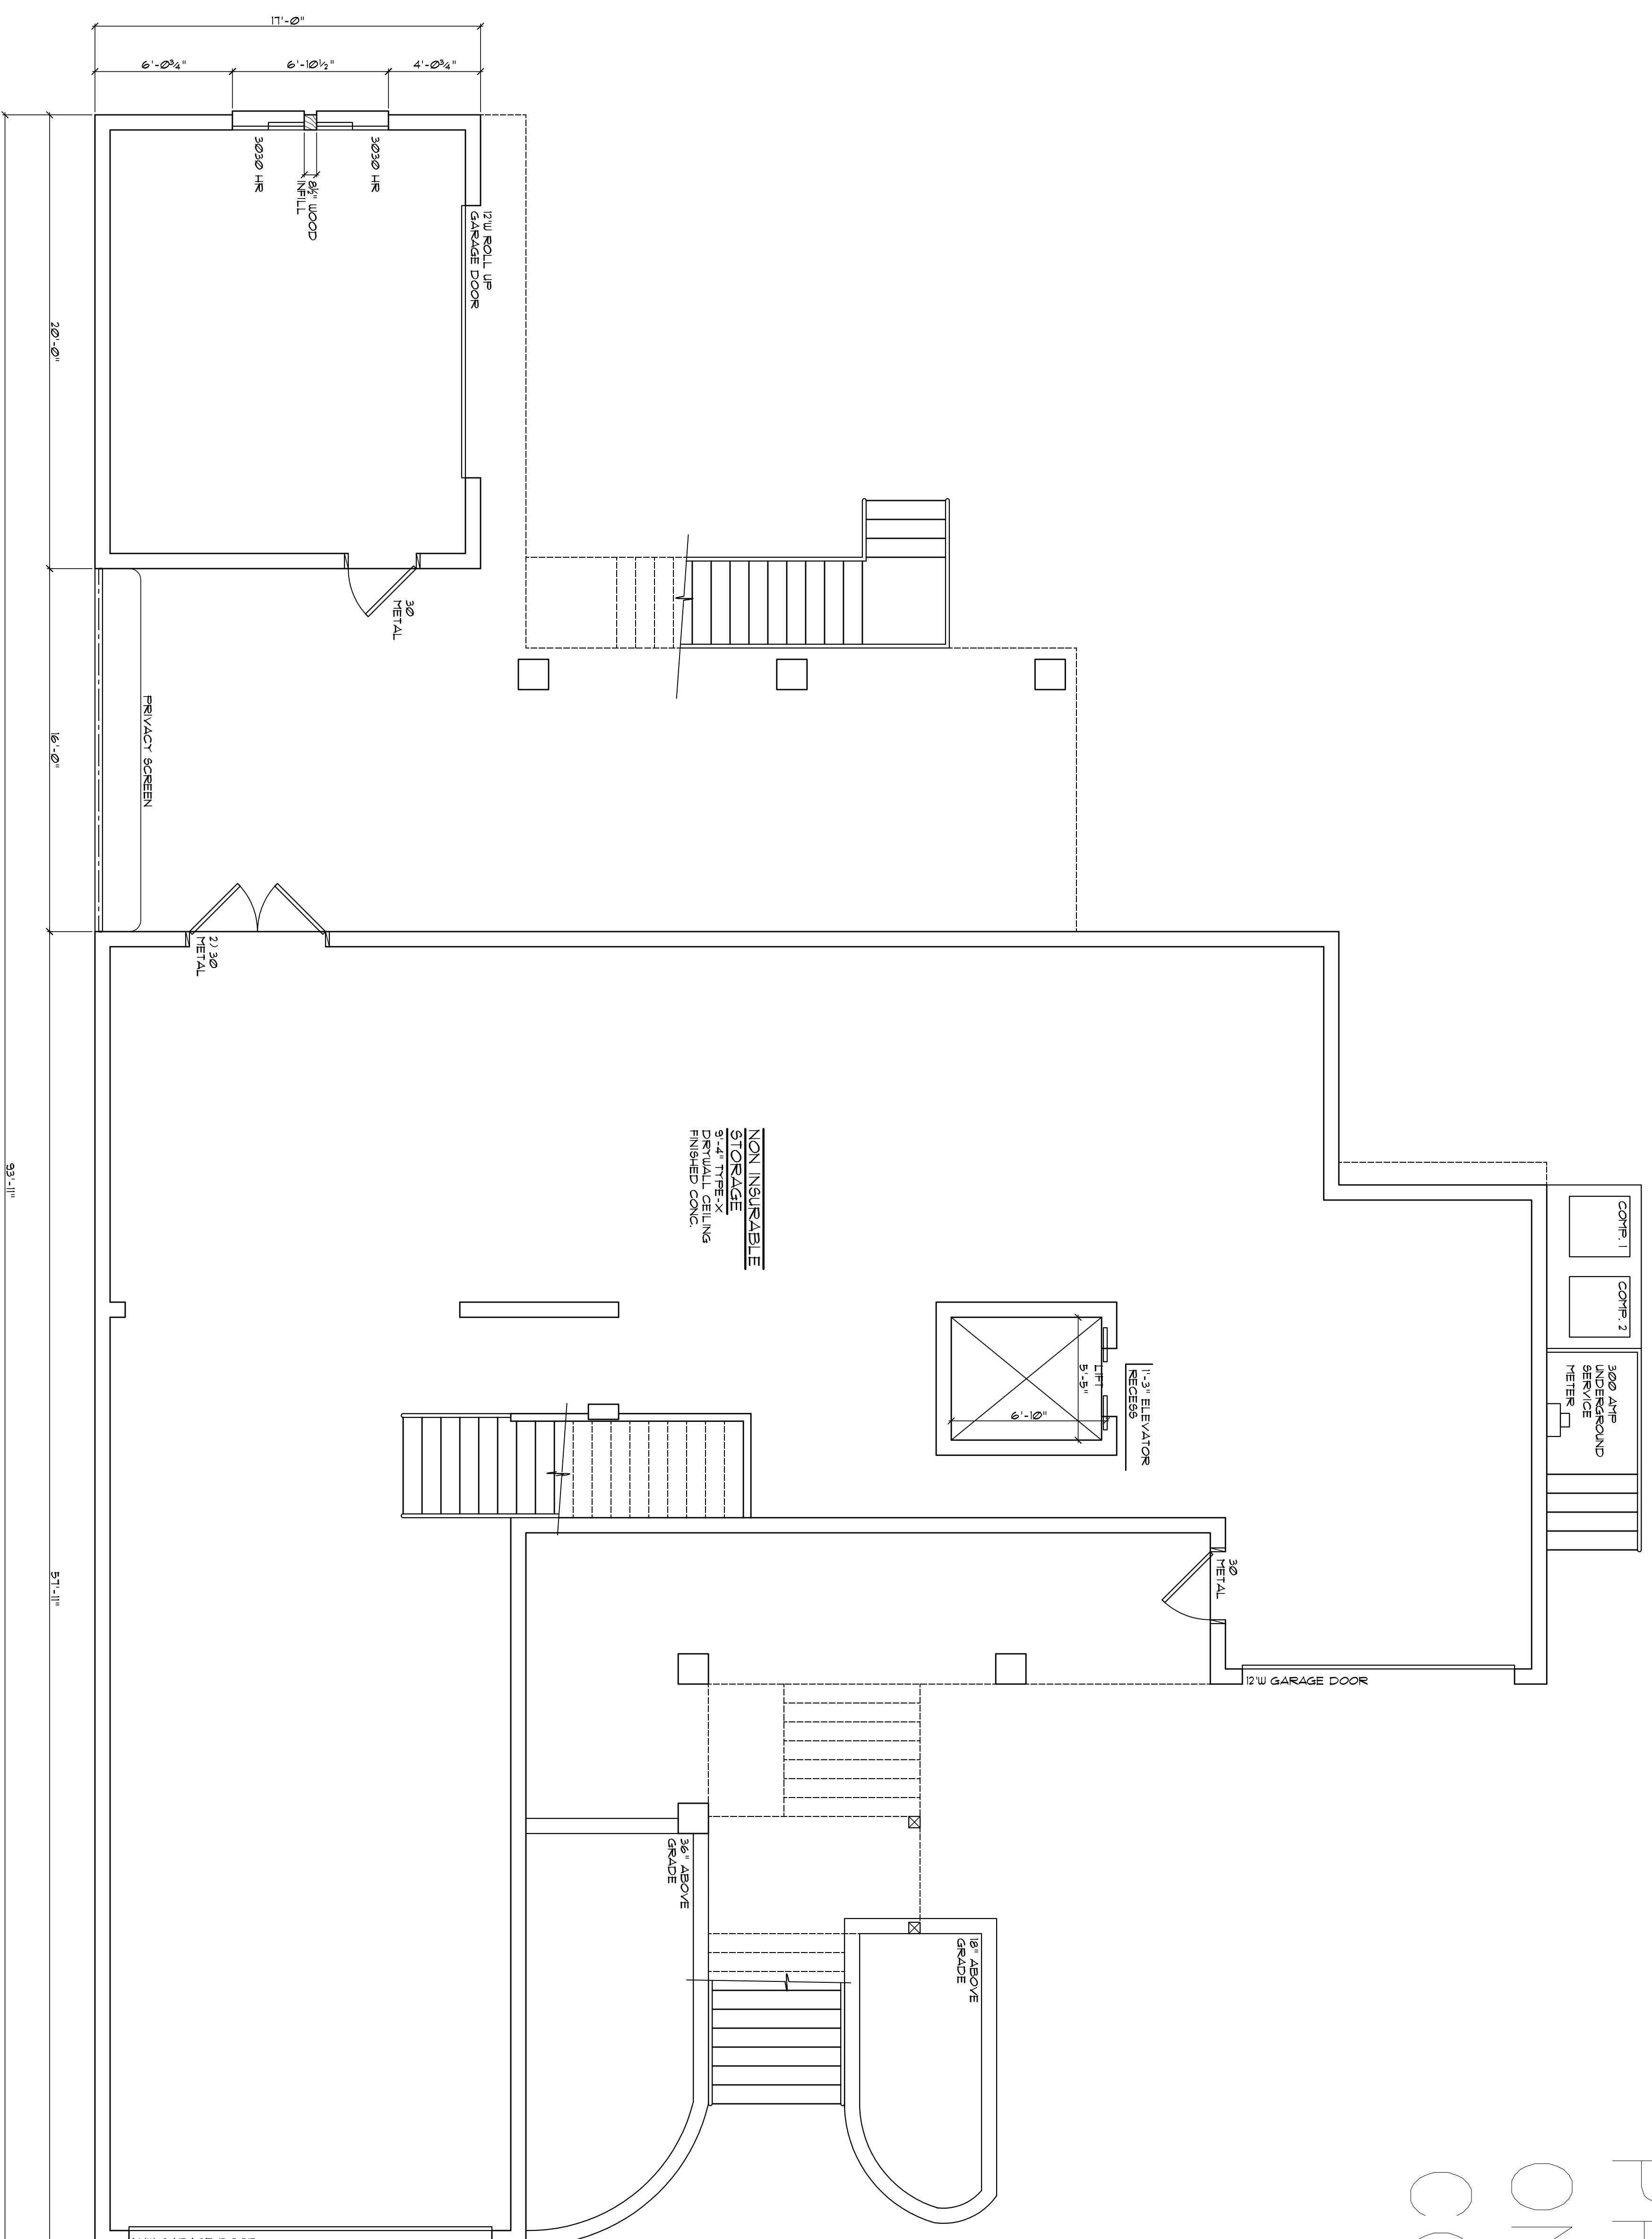 17'-0"
6'-0¾"
6'-10½"
4'-0¾"
3030 HR
3030 HR
8½" WOOD
INFILL
12'W ROLL UP
GARAGE DOOR
20'-0"
30
METAL
PRIVACY SCREEN
16'-0"
2) 30
METAL
93'-11"
NON INSURABLE
STORAGE
9'-4" TYPE-X
DRYWALL CEILING
FINISHED CONC.
COMP. 1
COMP. 2
300 AMP
UNDERGROUND
SERVICE
METER
LIFT
5'-5"
6'-10"
1'-3" ELEVATOR
RECESS
57'-11"
30
METAL
12'W GARAGE DOOR
36" ABOVE
GRADE
18" ABOVE
GRADE